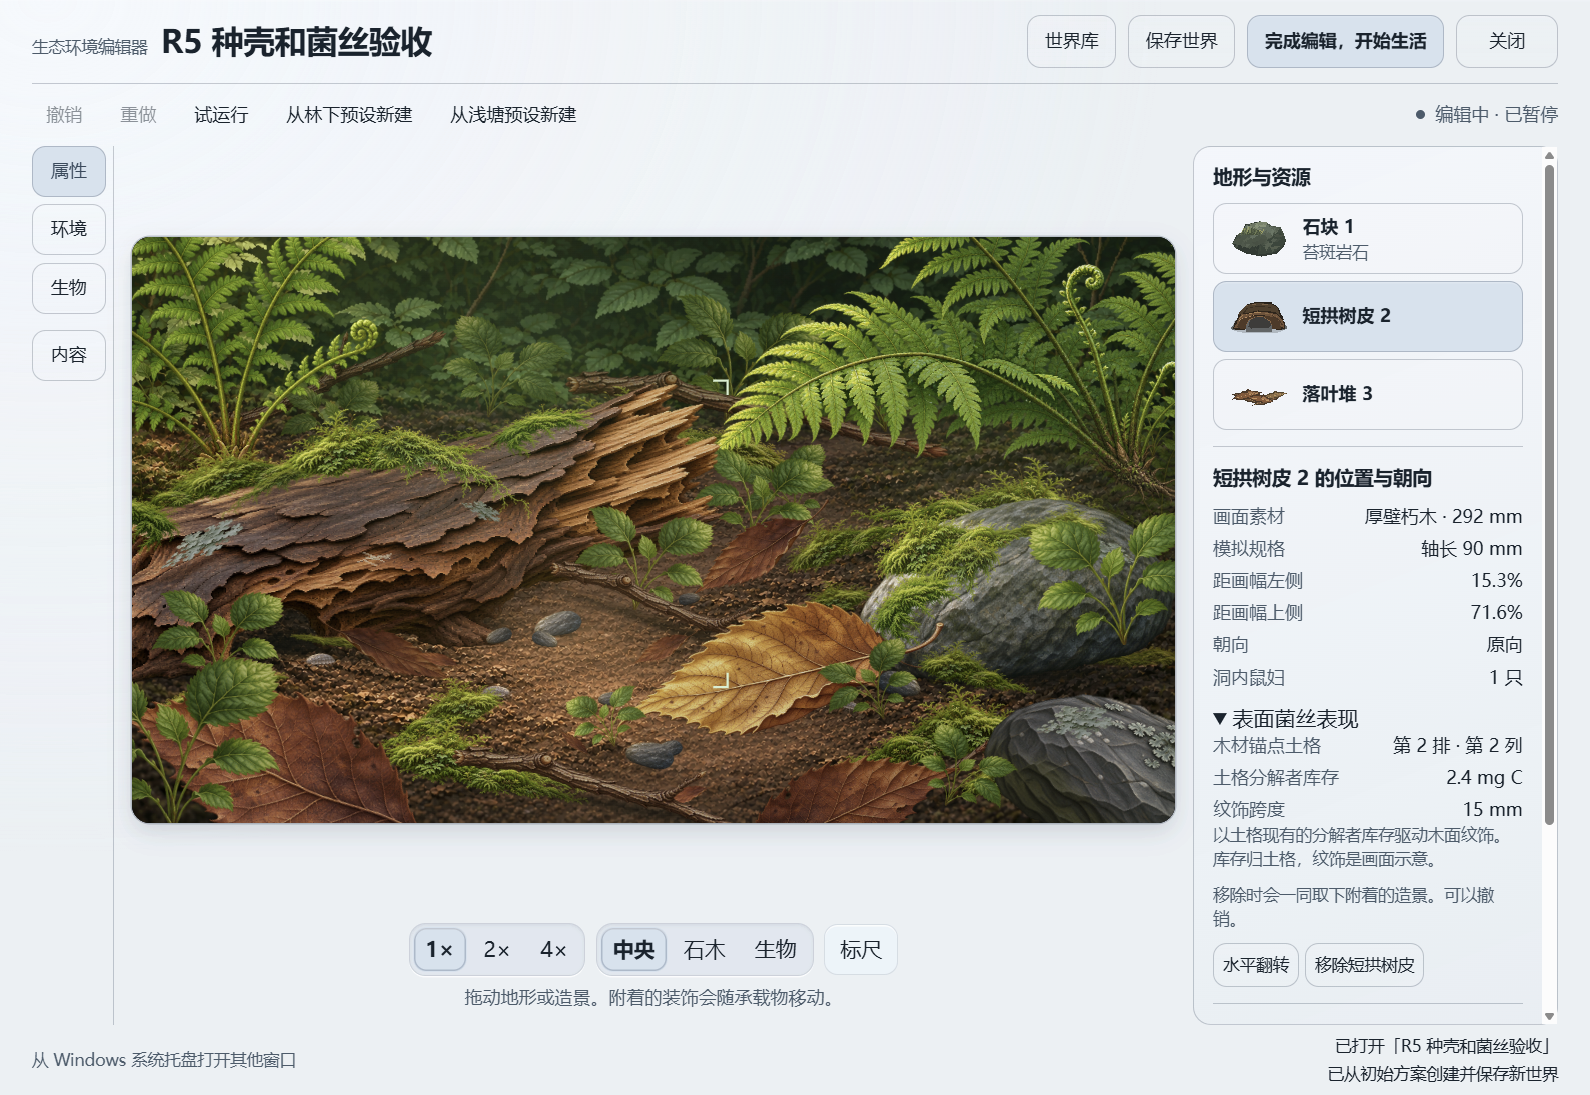 生态环境编辑器 R5 种壳和菌丝验收
世界库 保存世界 完成编辑，开始生活 关闭
撤销 重做 试运行 从林下预设新建 从浅塘预设新建
编辑中 · 已暂停
属性
环境
生物
内容
地形与资源
石块 1
苔斑岩石
短拱树皮 2
落叶堆 3
短拱树皮 2 的位置与朝向
画面素材 厚壁朽木 · 292 mm
模拟规格 轴长 90 mm
距画幅左侧 15.3%
距画幅上侧 71.6%
朝向 原向
洞内鼠妇 1 只
▼ 表面菌丝表现
木材锚点土格 第 2 排 · 第 2 列
土格分解者库存 2.4 mg C
纹饰跨度 15 mm
以土格现有的分解者库存驱动木面纹饰。
库存归土格，纹饰是画面示意。
移除时会一同取下附着的造景。可以撤
销。
水平翻转 移除短拱树皮
1× 2× 4× 中央 石木 生物 标尺
拖动地形或造景。附着的装饰会随承载物移动。
从 Windows 系统托盘打开其他窗口
已打开「R5 种壳和菌丝验收」
已从初始方案创建并保存新世界